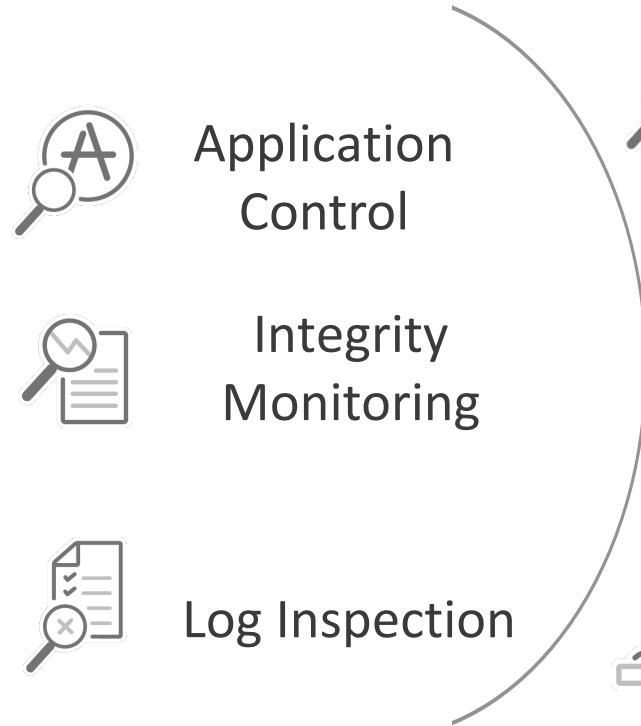 Application
Control
Integrity
Monitoring
Log Inspection